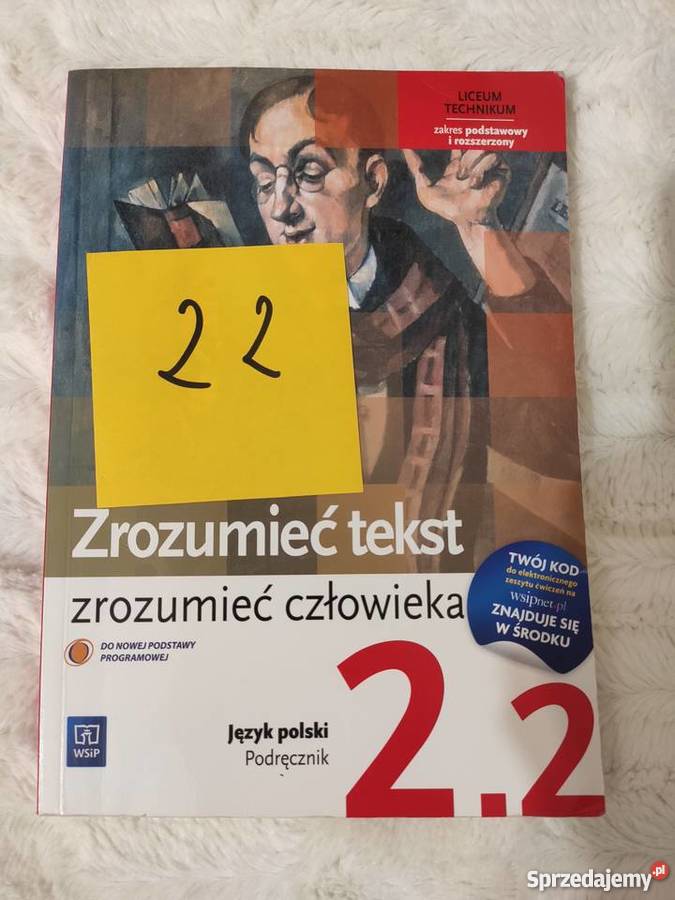 LICEUM
TECHNIKUM
zakres podstawowy
i rozszerzony
22
Zrozumieć tekst
zrozumieć człowieka
TWÓJ KOD
do elektronicznego
zeszytu ćwiczeń na
wsipnet.pl
ZNAJDUJE SIĘ
W ŚRODKU
DO NOWEJ PODSTAWY
PROGRAMOWEJ
WSiP
Język polski
Podręcznik
2.2
Sprzedajemy.pl